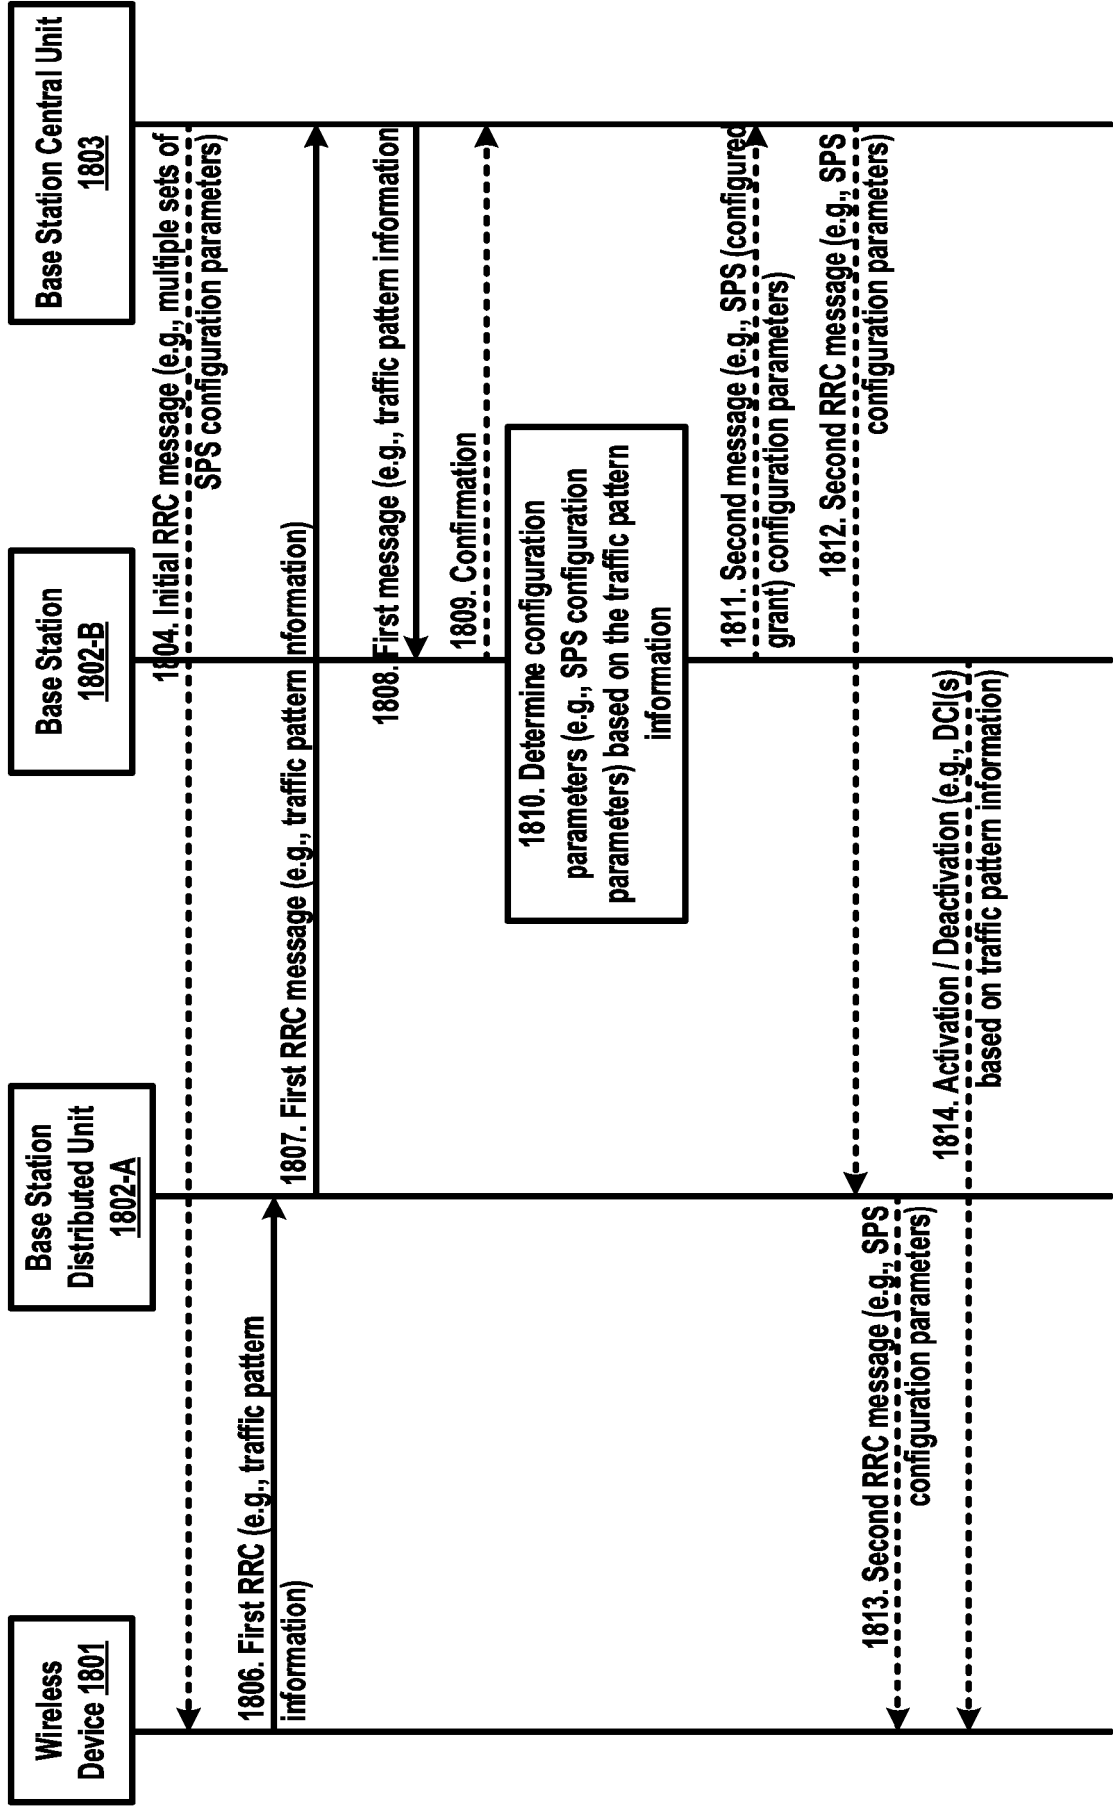 Wireless
Device 1801
Base Station
Distributed Unit
1802-A
Base Station
1802-B
Base Station Central Unit
1803
1804. Initial RRC message (e.g., multiple sets of
SPS configuration parameters)
1806. First RRC (e.g., traffic pattern
information)
1807. First RRC message (e.g., traffic pattern information)
1808. First message (e.g., traffic pattern information)
1809. Confirmation
1810. Determine configuration
parameters (e.g., SPS configuration
parameters) based on the traffic pattern
information
1811. Second message (e.g., SPS (configured
grant) configuration parameters)
1812. Second RRC message (e.g., SPS
configuration parameters)
1813. Second RRC message (e.g., SPS
configuration parameters)
1814. Activation / Deactivation (e.g., DCI(s)
based on traffic pattern information)